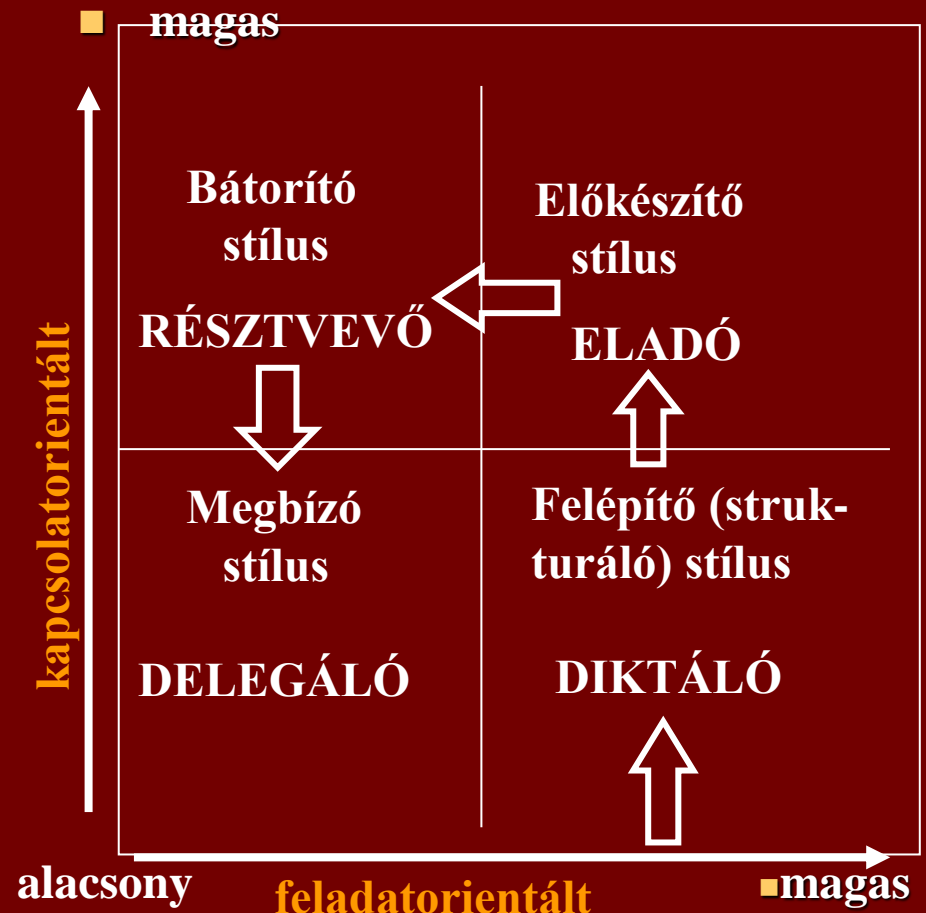 magas
Bátorító
stílus
RÉSZTVEVŐ
Előkészítő
stílus
ELADÓ
kapcsolatorientált
Megbízó
stílus
DELEGÁLÓ
Felépítő (struk-
turáló) stílus
DIKTÁLÓ
alacsony
feladatorientált
magas